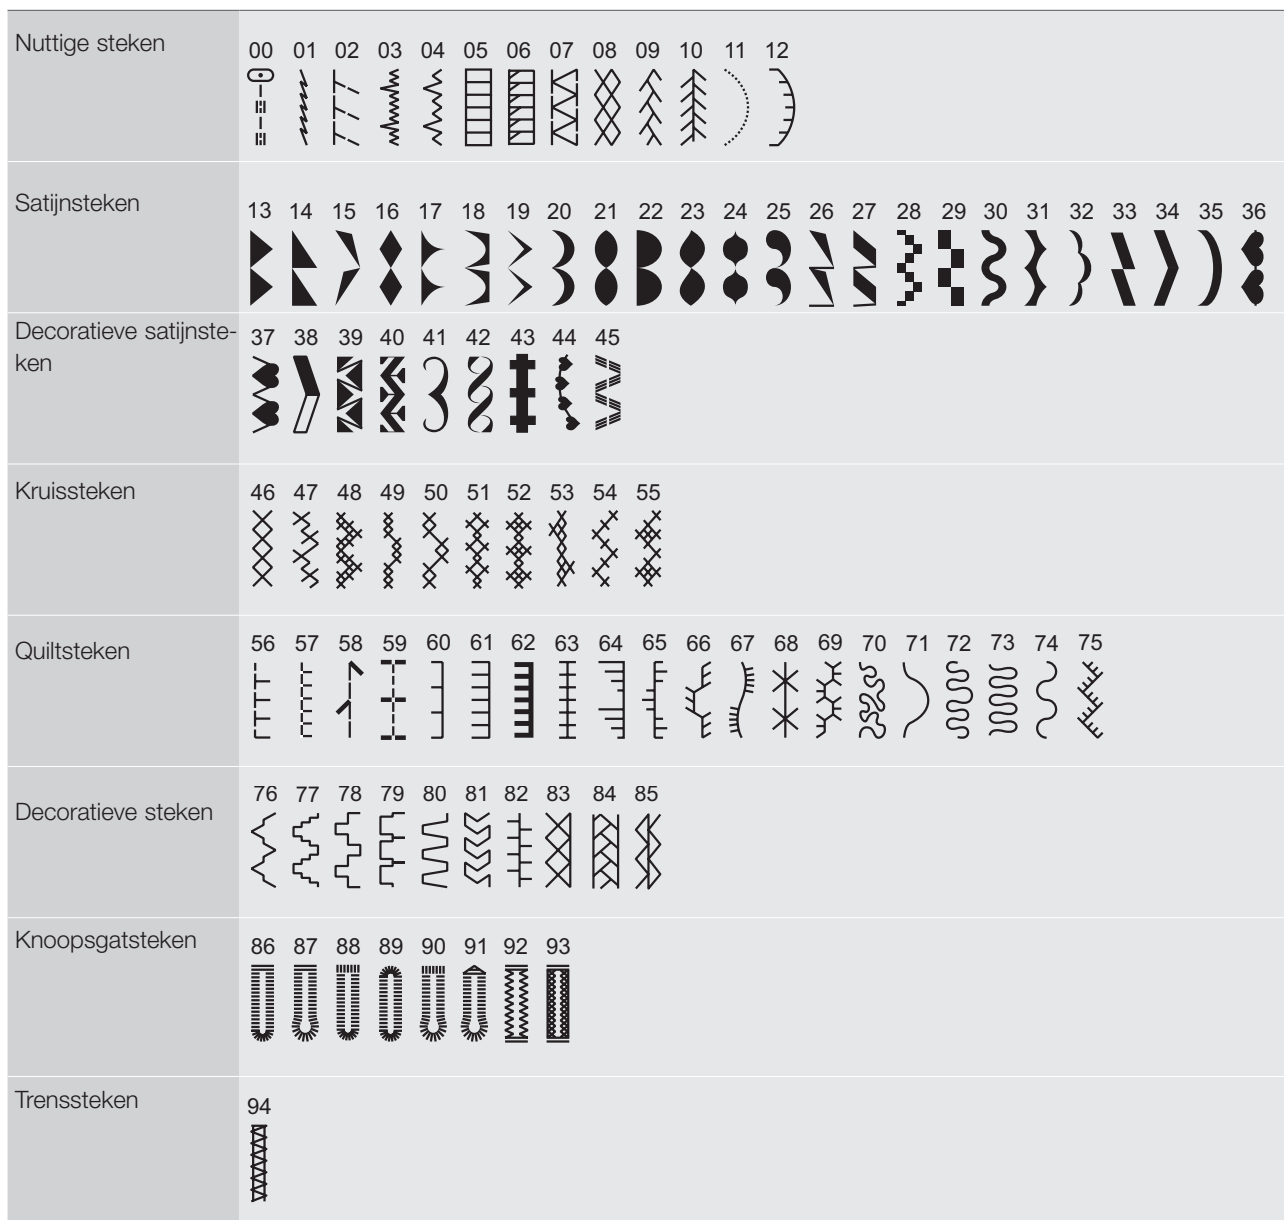 Nuttige steken
00 01 02 03 04 05 06 07 08 09 10 11 12
Satijnsteken
13 14 15 16 17 18 19 20 21 22 23 24 25 26 27 28 29 30 31 32 33 34 35 36
Decoratieve satijnste-
ken
37 38 39 40 41 42 43 44 45
Kruissteken
46 47 48 49 50 51 52 53 54 55
Quiltsteken
56 57 58 59 60 61 62 63 64 65 66 67 68 69 70 71 72 73 74 75
Decoratieve steken
76 77 78 79 80 81 82 83 84 85
Knoopsgatsteken
86 87 88 89 90 91 92 93
Trenssteken
94